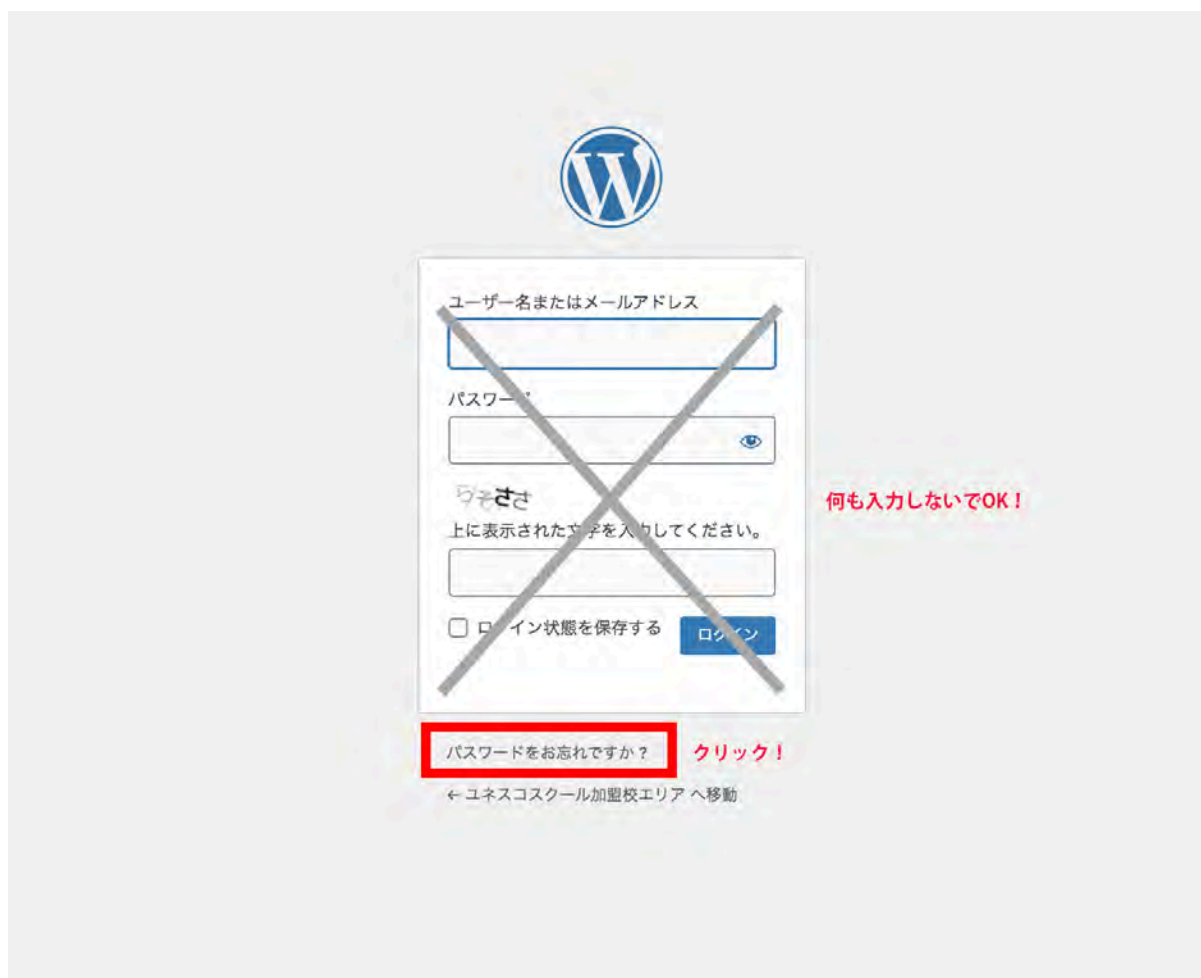 ユーザー名またはメールアドレス
パスワード
上に表示された文字を入力してください。
何も入力しないでOK！
ログイン状態を保存する
ログイン
パスワードをお忘れですか？
クリック！
← ユネスコスクール加盟校エリア へ移動